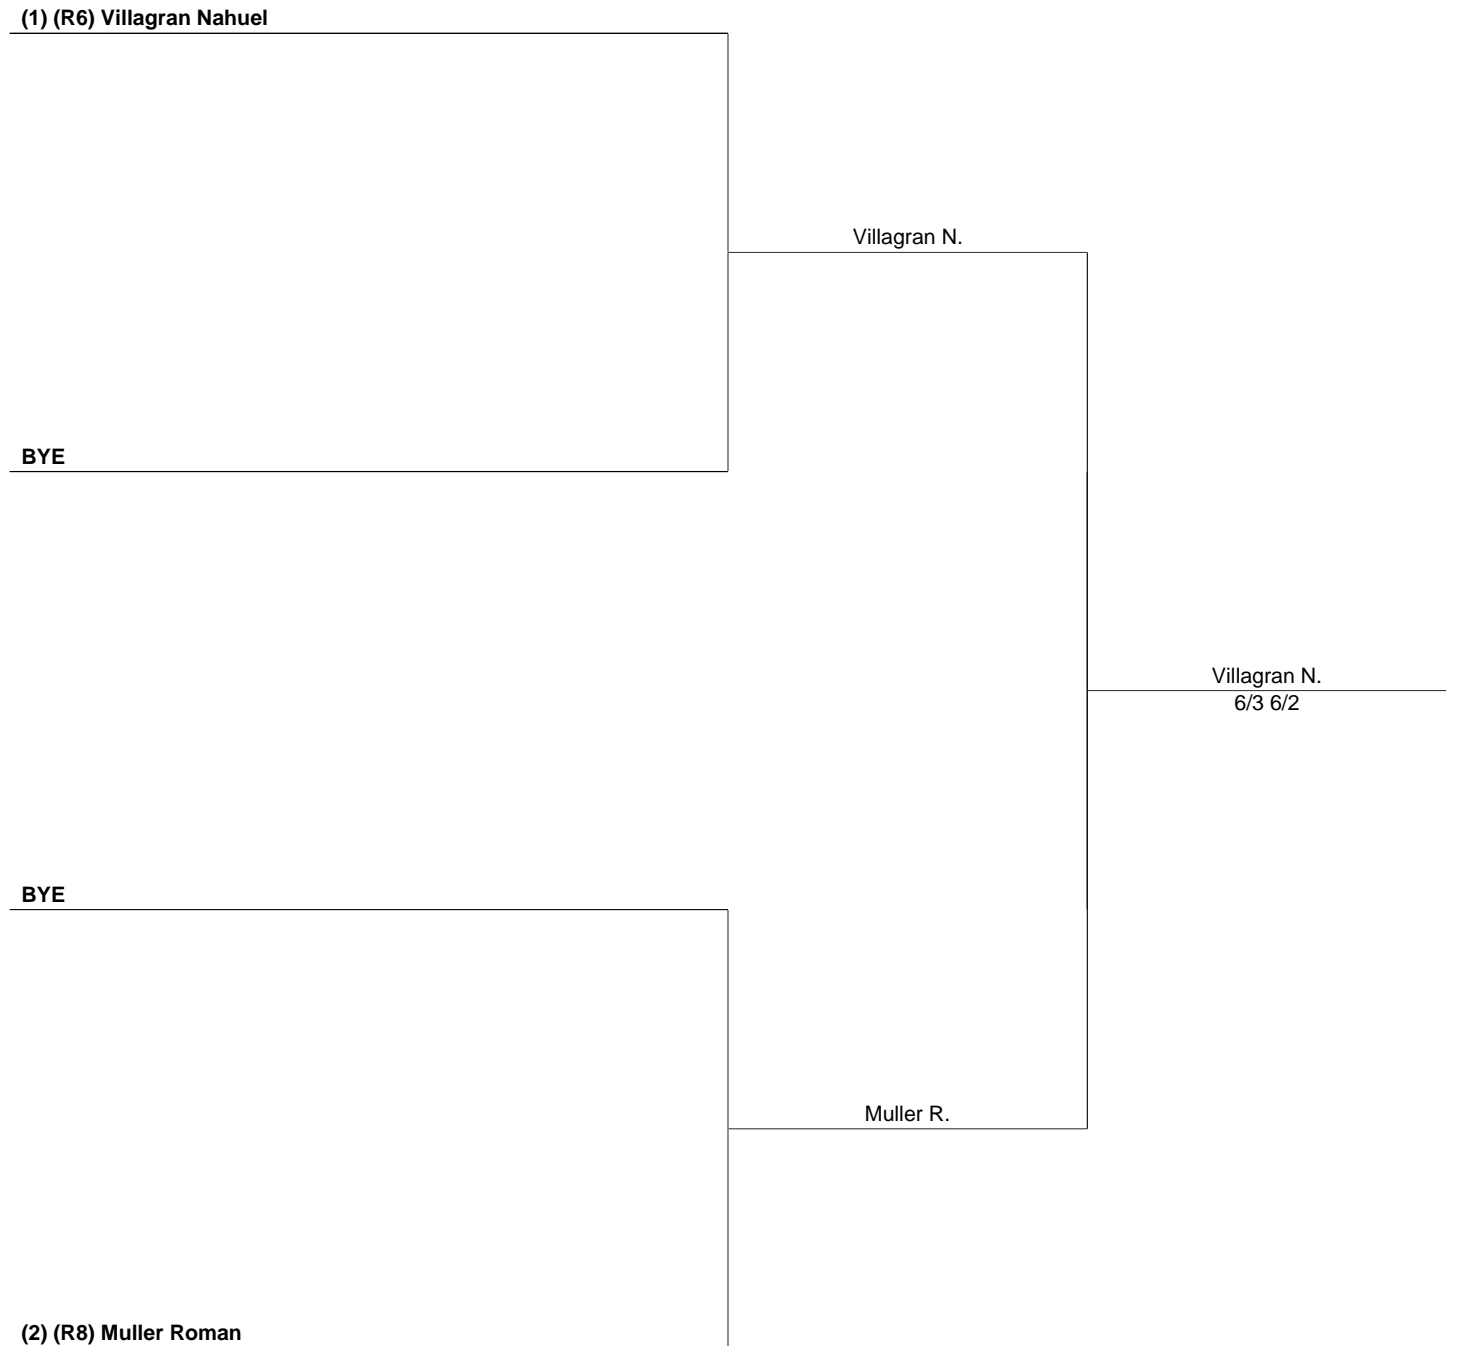 (1) (R6) Villagran Nahuel
Villagran N.
BYE
Villagran N.
6/3 6/2
BYE
Muller R.
(2) (R8) Muller Roman